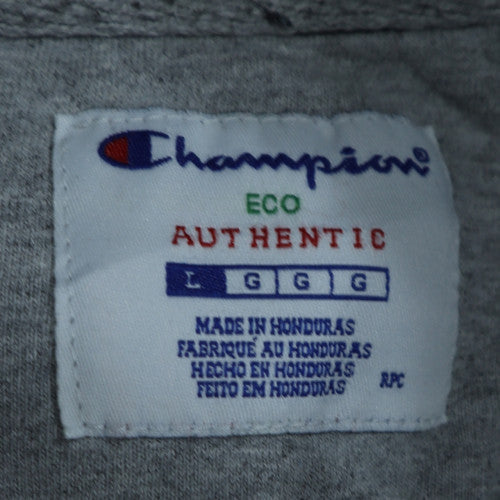 Champion®
ECO
AUTHENTIC
L G G G
MADE IN HONDURAS
FABRIQUÉ AU HONDURAS
HECHO EN HONDURAS
FEITO EM HONDURAS RPC